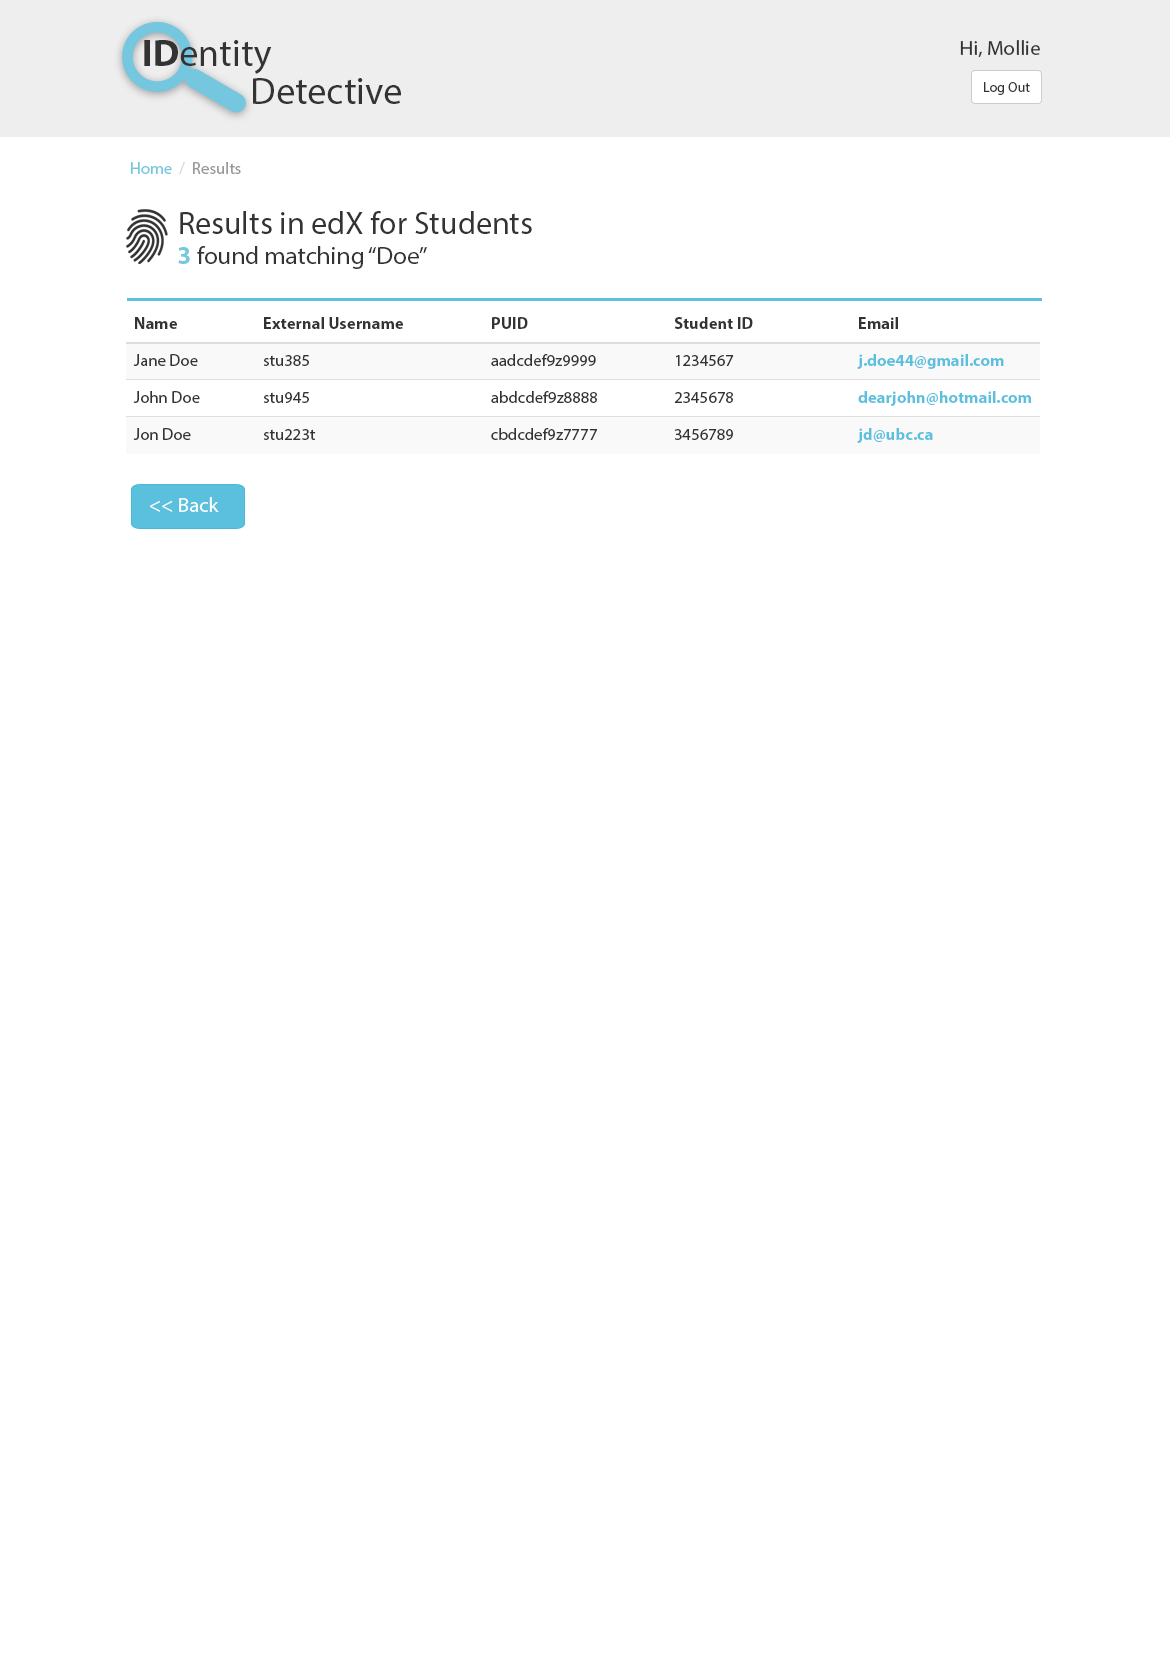 IDentity
Detective
Hi, Mollie
Log Out
Home / Results
Results in edX for Students
3 found matching “Doe”
Name External Username PUID Student ID Email
Jane Doe stu385 aadcdef9z9999 1234567 j.doe44@gmail.com
John Doe stu945 abdcdef9z8888 2345678 dearjohn@hotmail.com
Jon Doe stu223t cbdcdef9z7777 3456789 jd@ubc.ca
<< Back